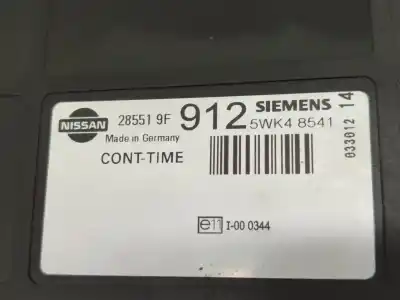 NISSAN
28551 9F 912 SIEMENS
Made in Germany
5WK4 8541
CONT-TIME
033012 14
e11 I-00 0344